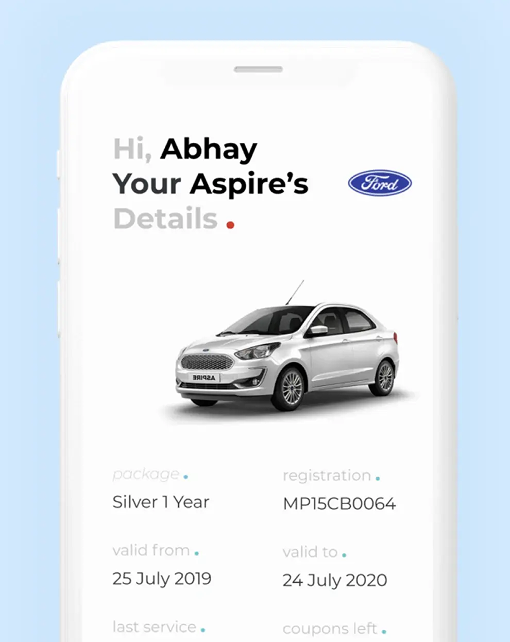 Hi, Abhay
Your Aspire's
Details .
Ford
ASPIRE
package .
registration .
Silver 1 Year
MP15CB0064
valid from .
valid to .
25 July 2019
24 July 2020
last service .
coupons left .